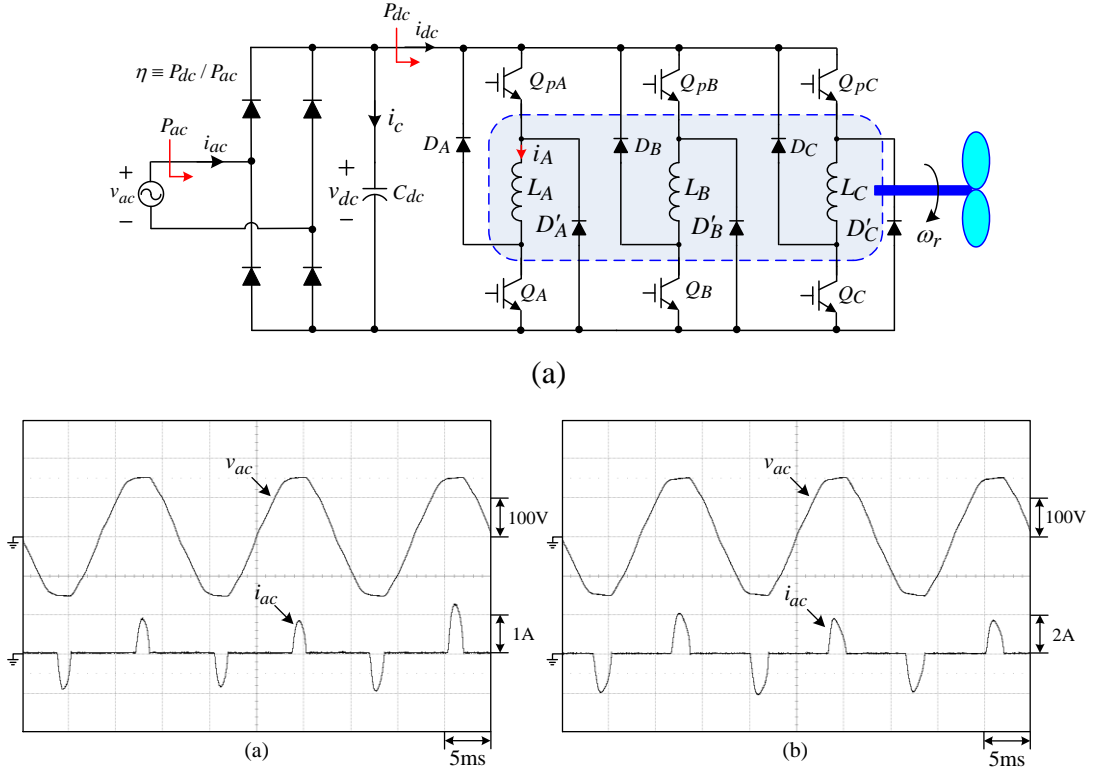 P_dc
i_dc
η ≡ P_dc / P_ac
Q_pA
Q_pB
Q_pC
P_ac
i_ac
i_c
D_A
i_A
D_B
D_C
+
v_ac
−
+
v_dc
−
C_dc
L_A
L_B
L_C
D'_A
D'_B
D'_C
ω_r
Q_A
Q_B
Q_C
(a)
v_ac
100V
i_ac
1A
(a)
5ms
v_ac
100V
i_ac
2A
(b)
5ms